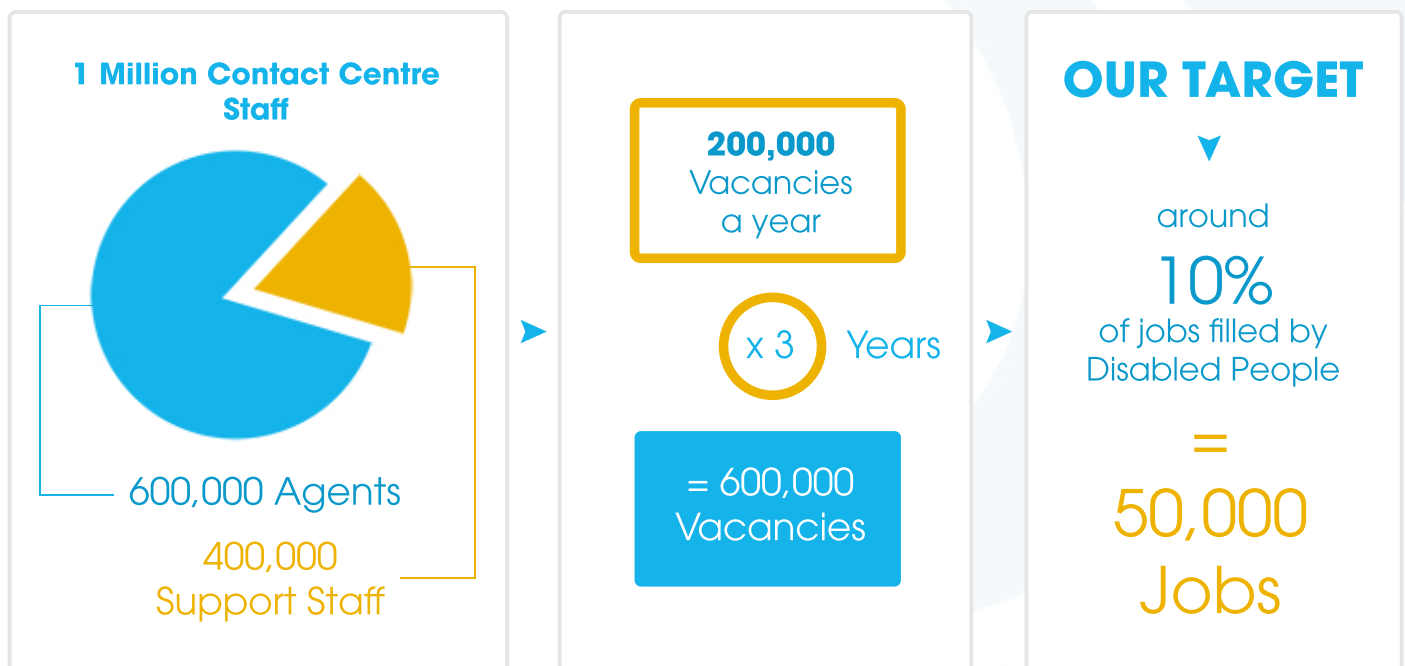 1 Million Contact Centre
Staff
600,000 Agents
400,000
Support Staff
200,000
Vacancies
a year
x 3 Years
= 600,000
Vacancies
OUR TARGET
around
10%
of jobs filled by
Disabled People
=
50,000
Jobs